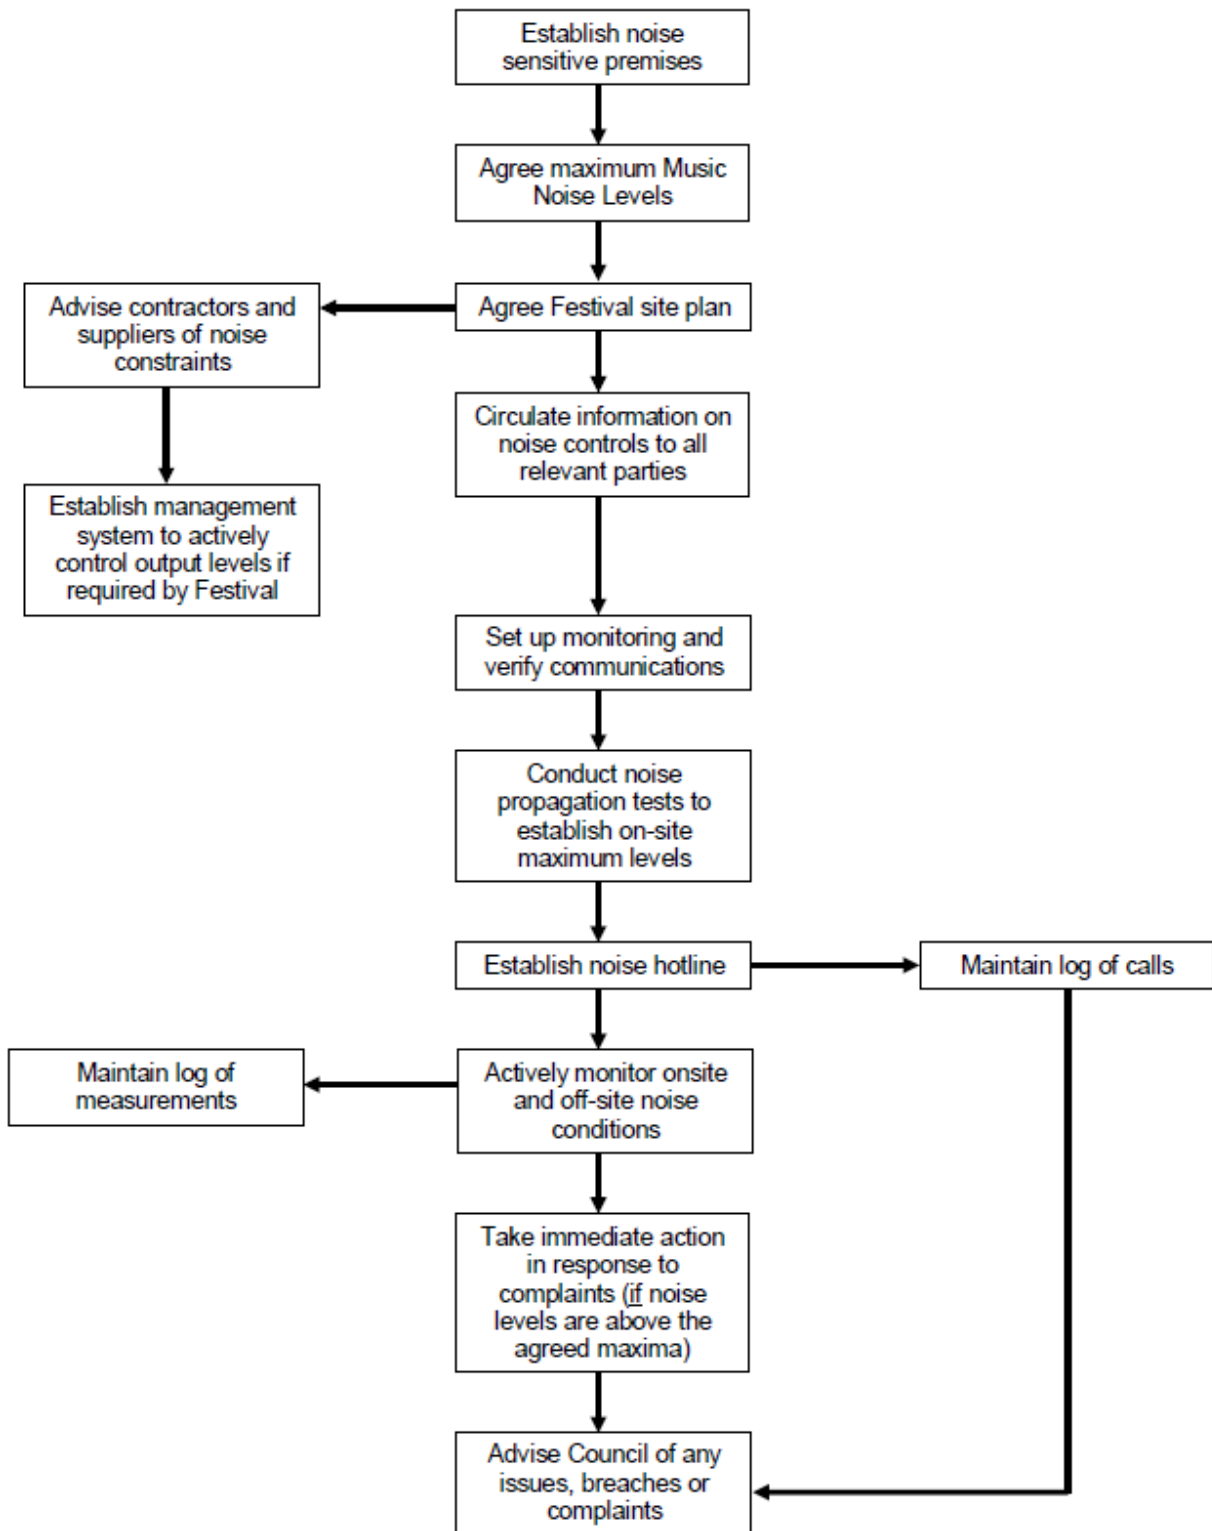 Establish noise
sensitive premises
Agree maximum Music
Noise Levels
Advise contractors and
suppliers of noise
constraints
Agree Festival site plan
Circulate information on
noise controls to all
relevant parties
Establish management
system to actively
control output levels if
required by Festival
Set up monitoring and
verify communications
Conduct noise
propagation tests to
establish on-site
maximum levels
Establish noise hotline
Maintain log of calls
Maintain log of
measurements
Actively monitor onsite
and off-site noise
conditions
Take immediate action
in response to
complaints (if noise
levels are above the
agreed maxima)
Advise Council of any
issues, breaches or
complaints